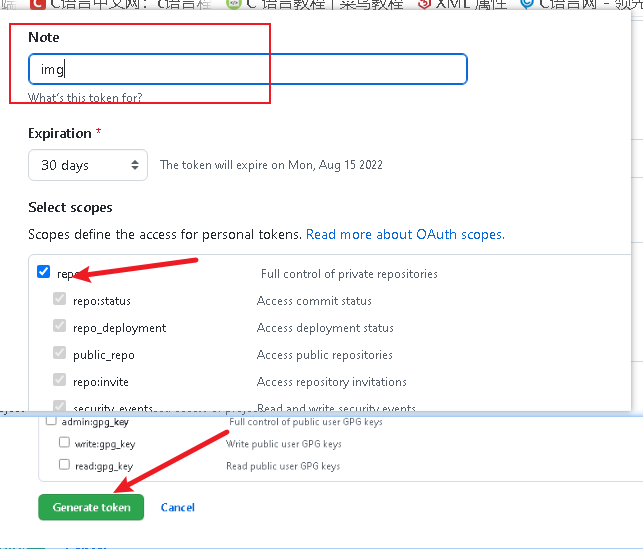 C语言中文网：c语言程 C 语言教程 | 菜鸟教程 XML 属性 C语言网 - 领先
Note
img
What's this token for?
Expiration *
30 days The token will expire on Mon, Aug 15 2022
Select scopes
Scopes define the access for personal tokens. Read more about OAuth scopes.
repo Full control of private repositories
repo:status Access commit status
repo_deployment Access deployment status
public_repo Access public repositories
repo:invite Access repository invitations
security_events Read and write security events
admin:gpg_key Full control of public user GPG keys
write:gpg_key Write public user GPG keys
read:gpg_key Read public user GPG keys
Generate token Cancel